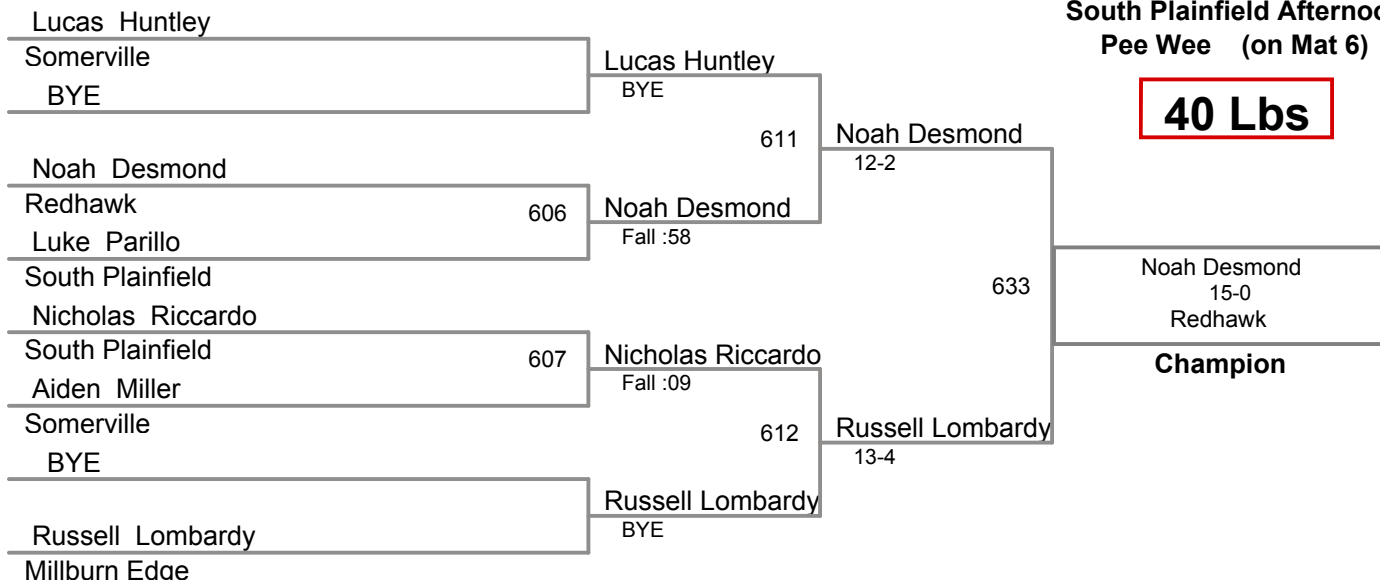 Lucas Huntley
Somerville
BYE
Noah Desmond
Redhawk
Luke Parillo
South Plainfield
Nicholas Riccardo
South Plainfield
Aiden Miller
Somerville
BYE
Russell Lombardy
Millburn Edge
606
607
Lucas Huntley
BYE
Noah Desmond
Fall :58
Nicholas Riccardo
Fall :09
Russell Lombardy
BYE
611
612
Noah Desmond
12-2
Russell Lombardy
13-4
633
South Plainfield Afternoo
Pee Wee (on Mat 6)
40 Lbs
Noah Desmond
15-0
Redhawk
Champion